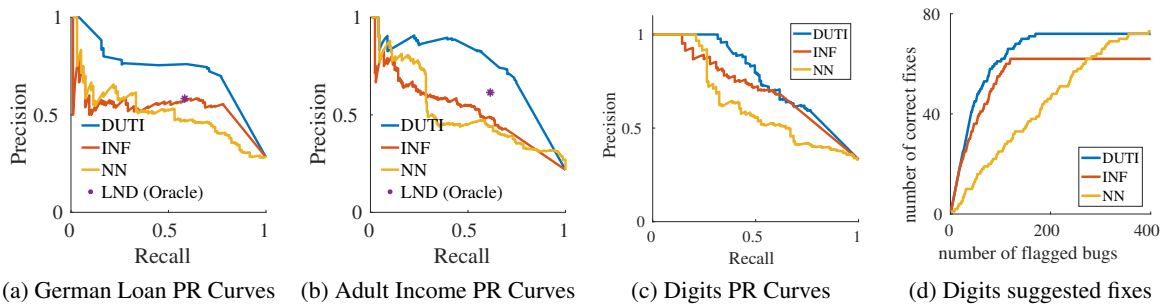 1
Precision
0.5
0
0
0.5
1
Recall
DUTI
INF
NN
LND (Oracle)
(a) German Loan PR Curves
1
Precision
0.5
0
0
0.5
1
Recall
DUTI
INF
NN
LND (Oracle)
(b) Adult Income PR Curves
1
Precision
0.5
0
0.5
1
Recall
DUTI
INF
NN
(c) Digits PR Curves
80
number of correct fixes
40
0
0
200
400
number of flagged bugs
DUTI
INF
NN
(d) Digits suggested fixes